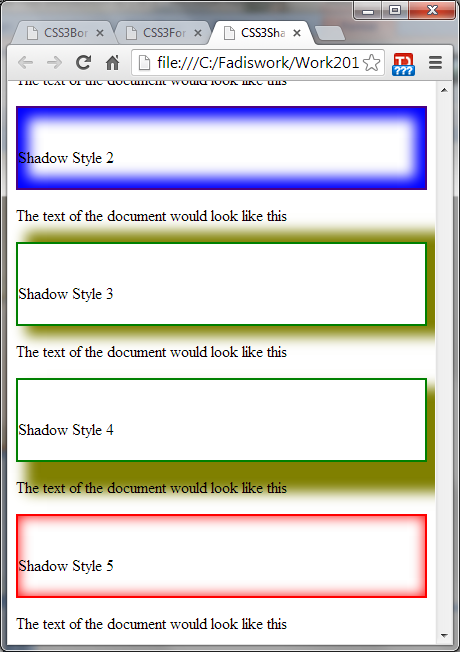 CSS3Bor
CSS3For
CSS3Sha
file:///C:/Fadiswork/Work201
???
The text of the document would look like this
Shadow Style 2
The text of the document would look like this
Shadow Style 3
The text of the document would look like this
Shadow Style 4
The text of the document would look like this
Shadow Style 5
The text of the document would look like this